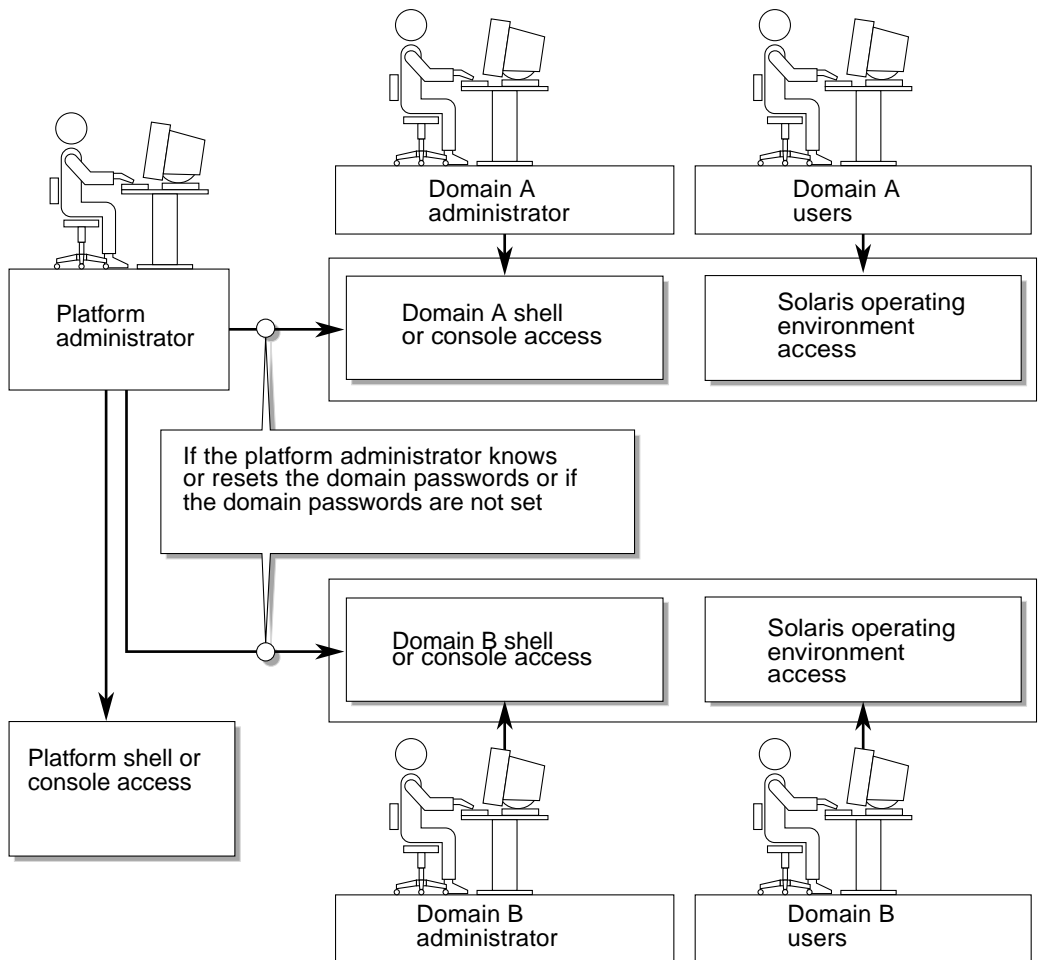 Domain A
administrator
Domain A
users
Platform
administrator
Domain A shell
or console access
Solaris operating
environment
access
If the platform administrator knows
or resets the domain passwords or if
the domain passwords are not set
Domain B shell
or console access
Solaris operating
environment
access
Platform shell or
console access
Domain B
administrator
Domain B
users